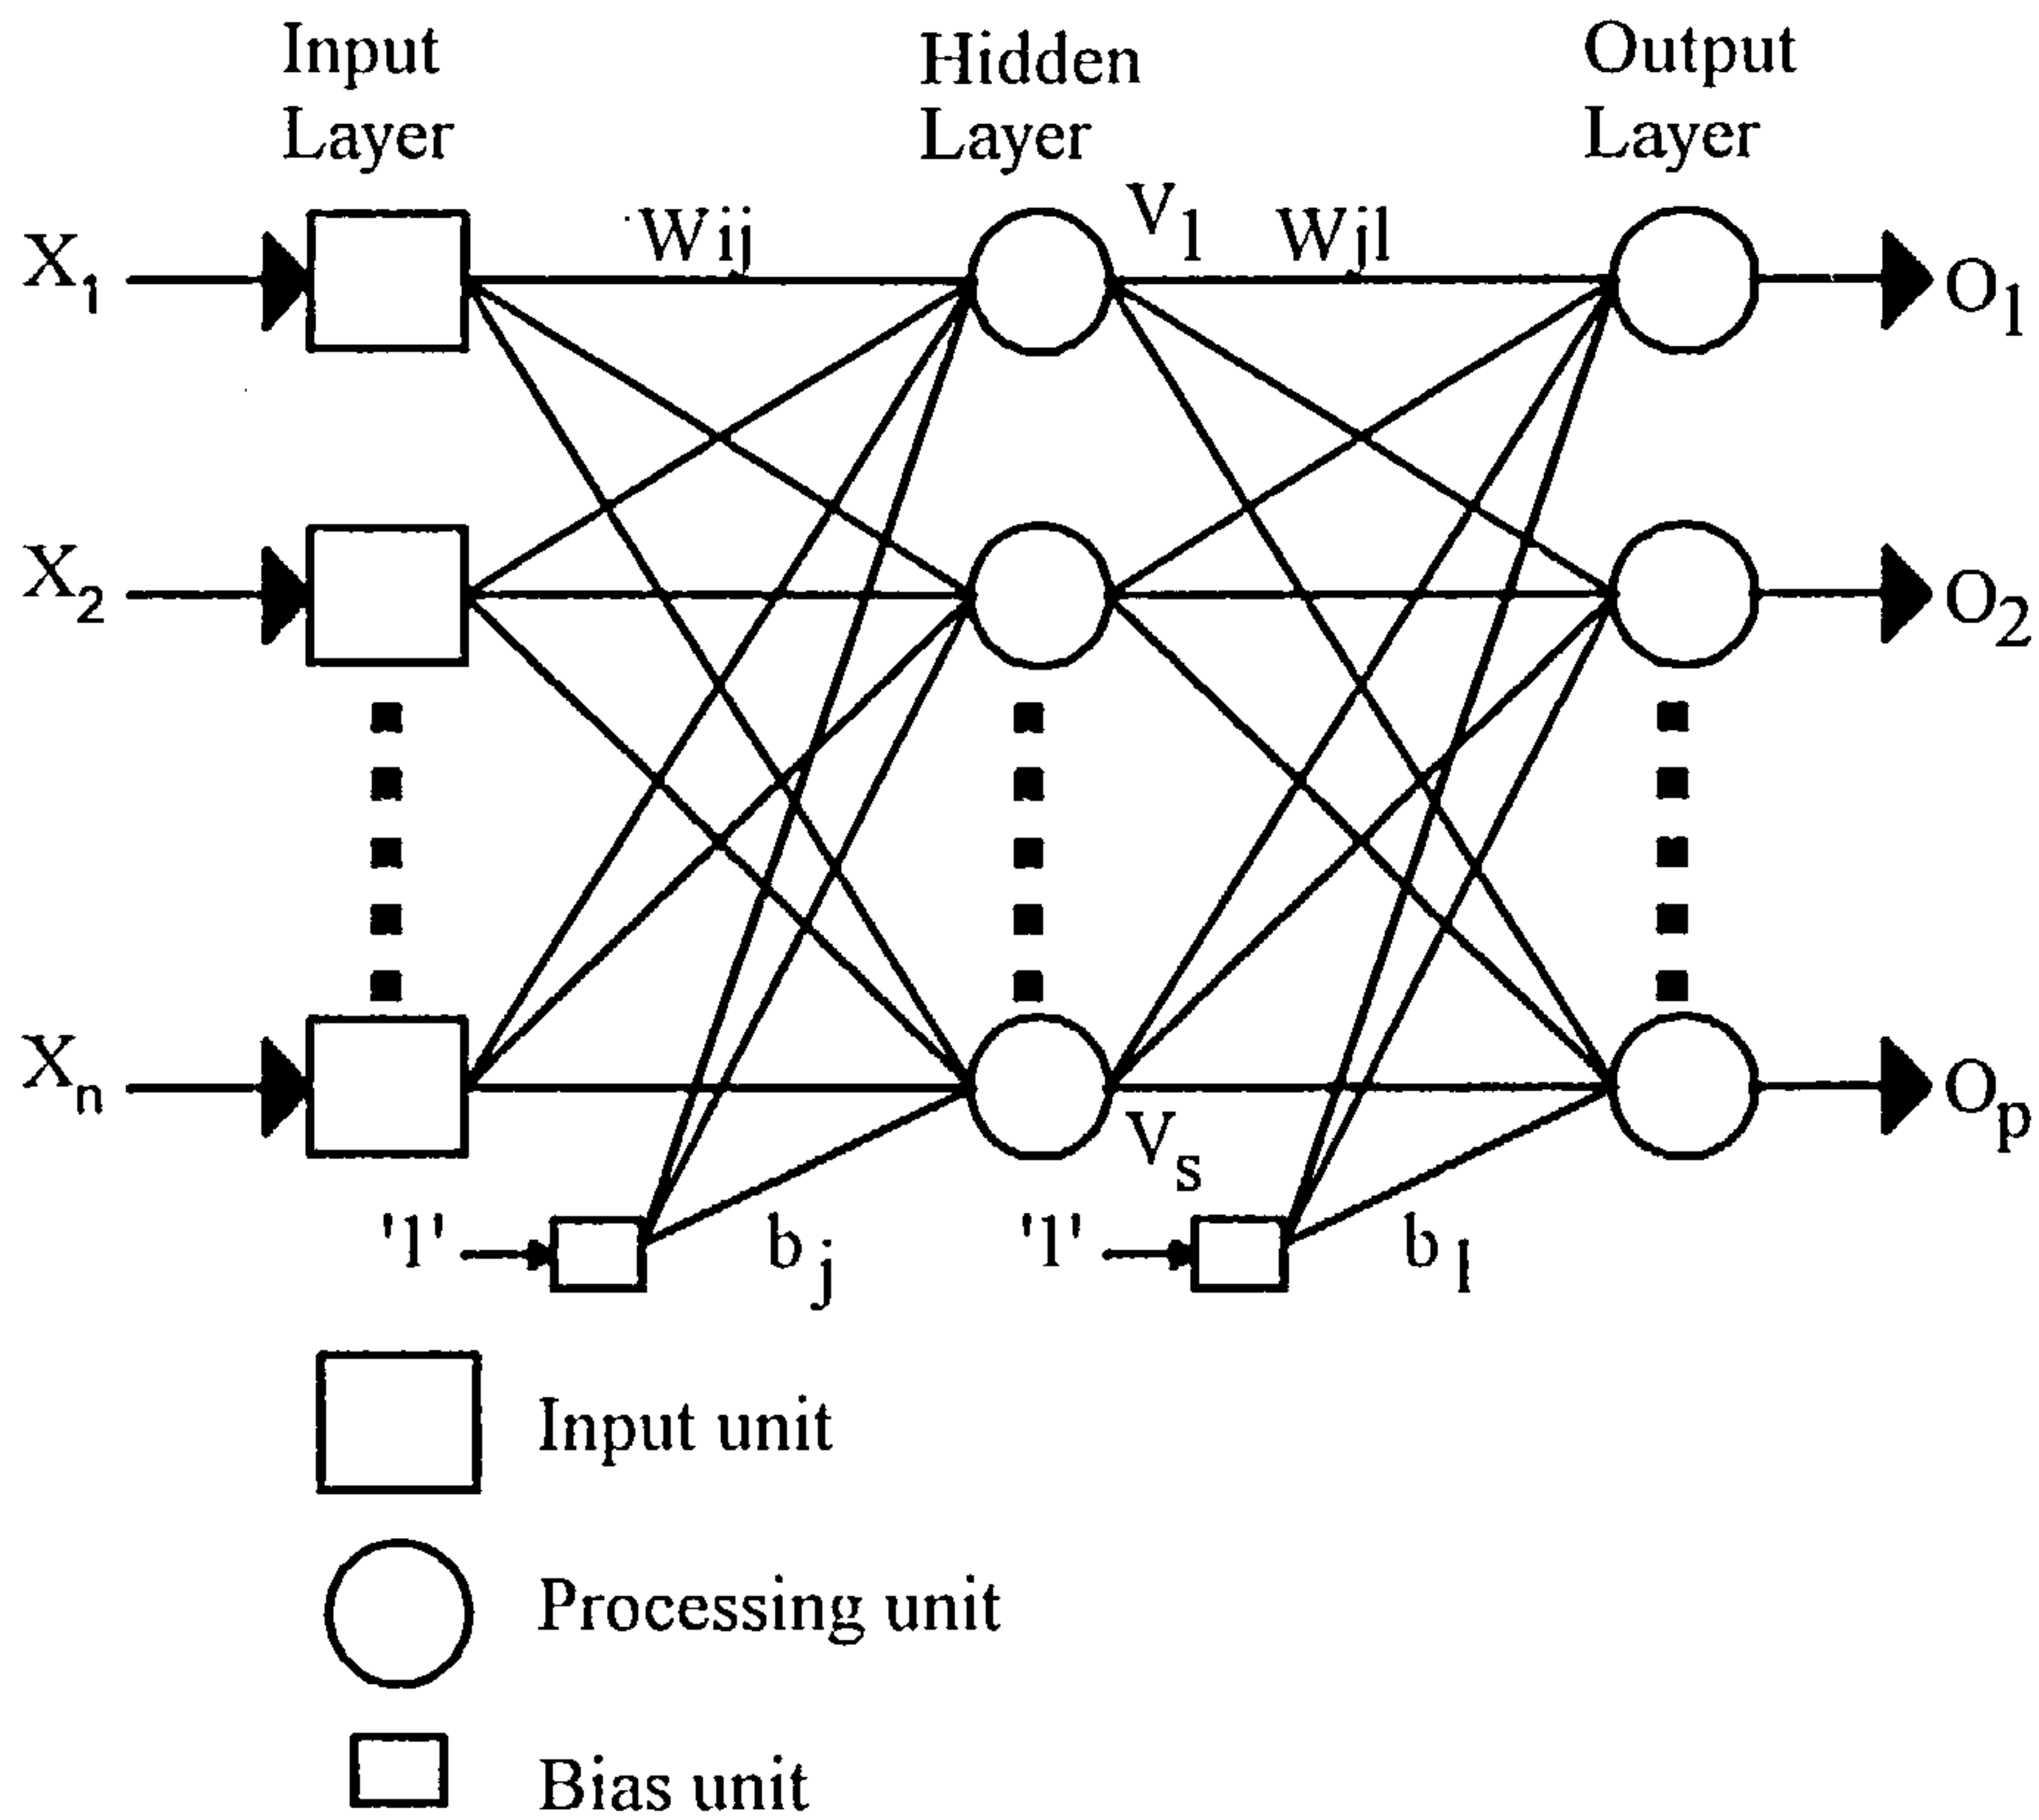 Input
Layer
Hidden
Layer
Output
Layer
X1
Wij
V1
Wjl
O1
X2
O2
Xn
Vs
Op
'1'
bj
'1'
bl
Input unit
Processing unit
Bias unit